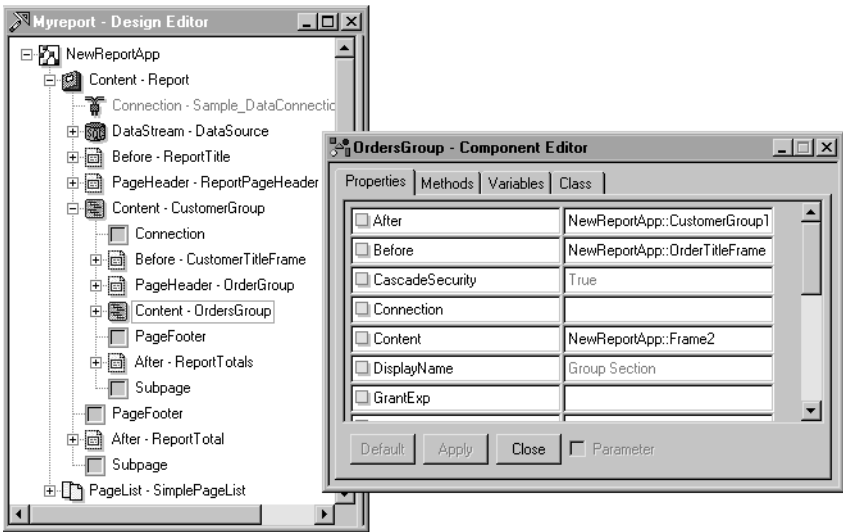 Myreport - Design Editor
NewReportApp
Content - Report
Connection - Sample_DataConnectic
DataStream - DataSource
Before - ReportTitle
PageHeader - ReportPageHeader
Content - CustomerGroup
Connection
Before - CustomerTitleFrame
PageHeader - OrderGroup
Content - OrdersGroup
PageFooter
After - ReportTotals
Subpage
PageFooter
After - ReportTotal
Subpage
PageList - SimplePageList
OrdersGroup - Component Editor
Properties Methods Variables Class
After NewReportApp::CustomerGroup1
Before NewReportApp::OrderTitleFrame
CascadeSecurity True
Connection
Content NewReportApp::Frame2
DisplayName Group Section
GrantExp
Default Apply Close Parameter